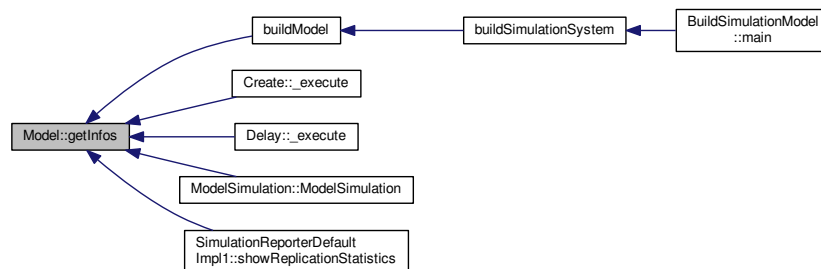 buildModel
buildSimulationSystem
BuildSimulationModel
::main
Create::_execute
Model::getInfos
Delay::_execute
ModelSimulation::ModelSimulation
SimulationReporterDefault
Impl1::showReplicationStatistics